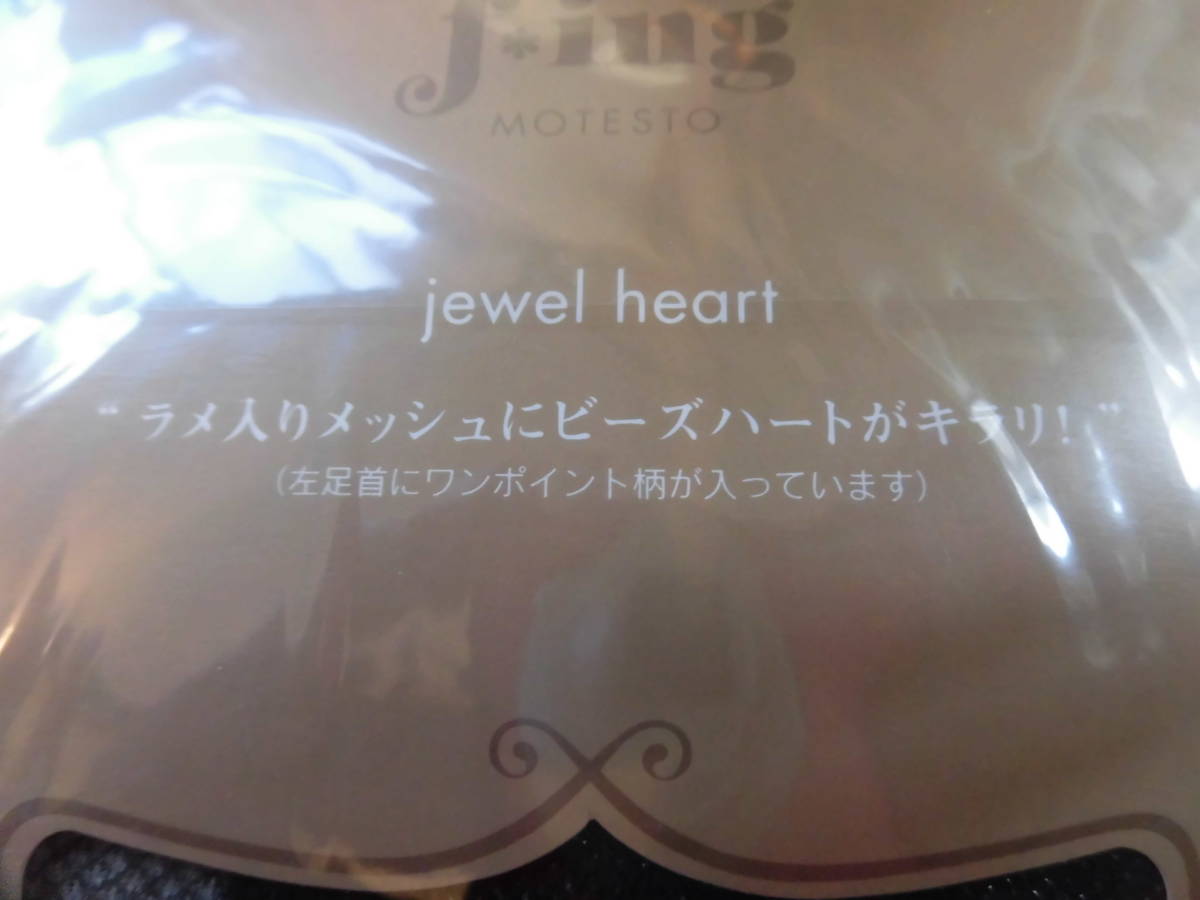 j*ing
MOTESTO
jewel heart
“ ラメ入りメッシュにビーズハートがキラリ！ ”
(左足首にワンポイント柄が入っています)